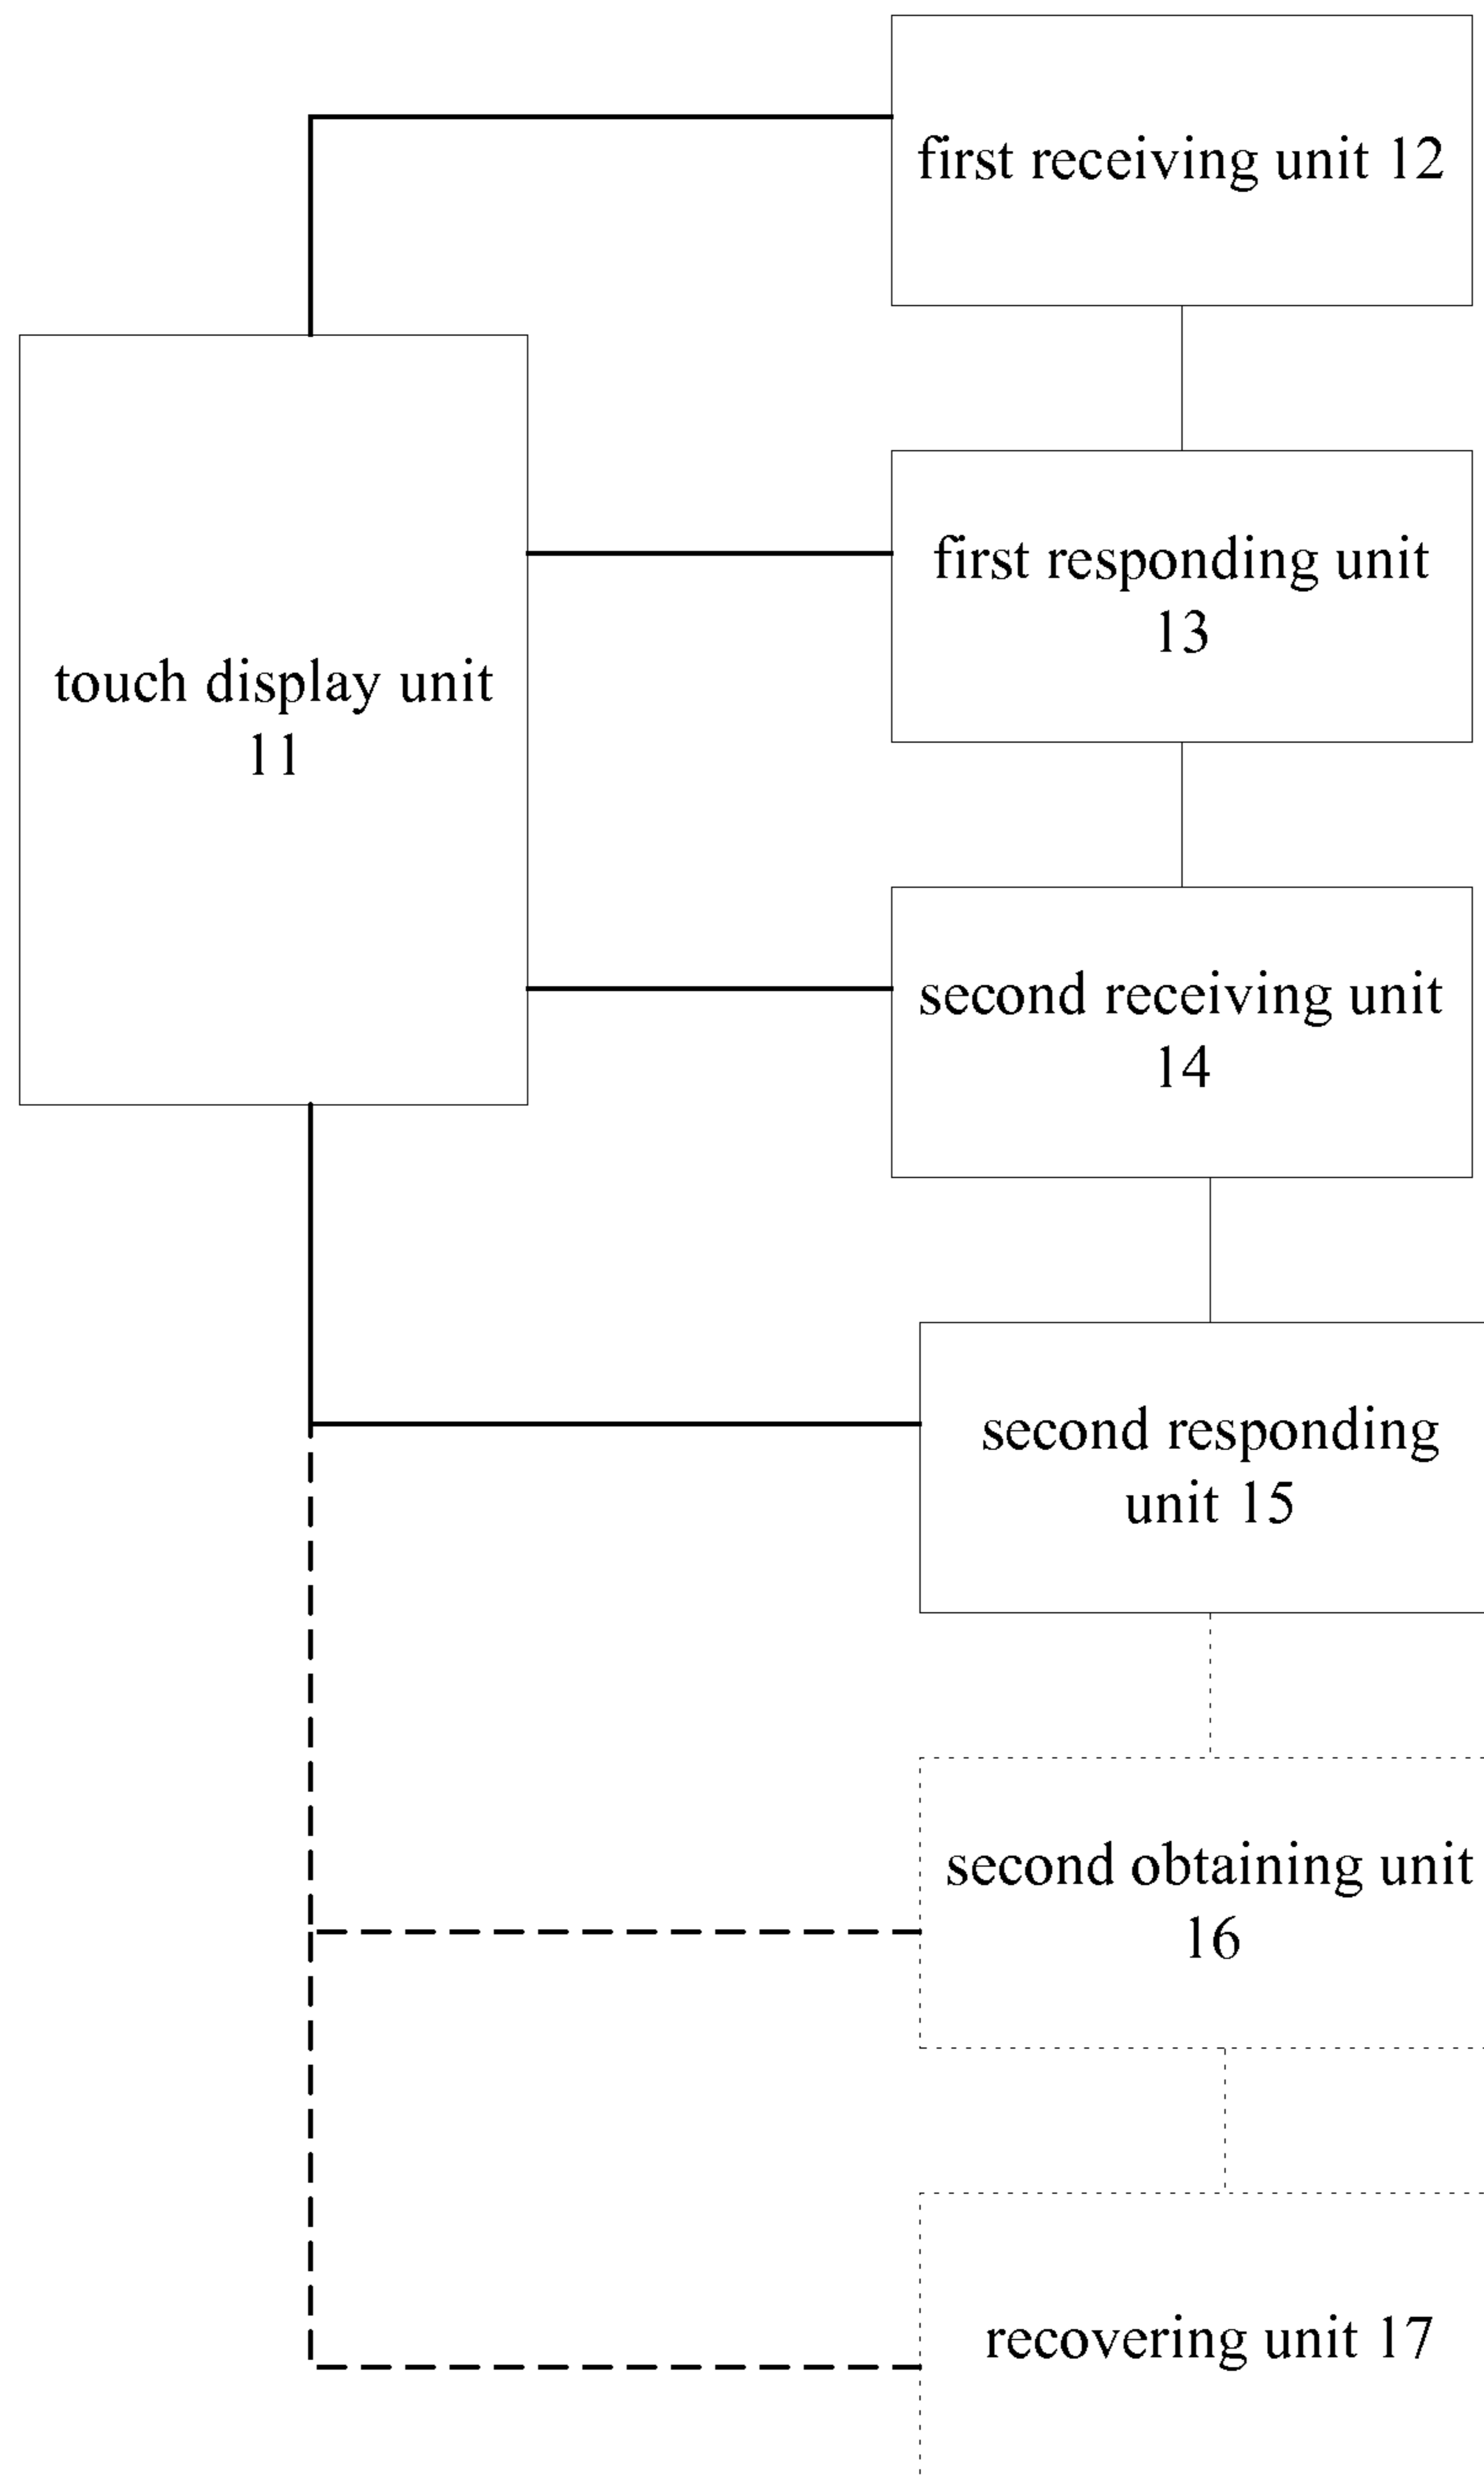 first receiving unit 12
first responding unit
13
touch display unit
11
second receiving unit
14
second responding
unit 15
second obtaining unit
16
recovering unit 17